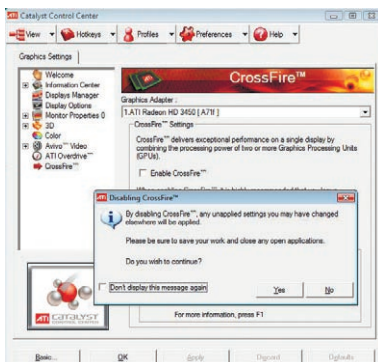 Catalyst Control Center
View Hotkeys Profiles Preferences Help
Graphics Settings
Welcome
Information Center
Displays Manager
Display Options
Monitor Properties 0
3D
Color
Avivo™ Video
ATI Overdrive™
CrossFire™
CrossFire™
Graphics Adapter :
1.ATI Radeon HD 3450 [ A71f ]
CrossFire™ Settings
CrossFire™ delivers exceptional performance on a single display by
combining the processing power of two or more Graphics Processing Units
(GPUs).
Enable CrossFire™
Disabling CrossFire™
By disabling CrossFire™, any unapplied settings you may have changed
elsewhere will be applied.
Please be sure to save your work and close any open applications.
Do you wish to continue?
Don't display this message again
Yes No
ATI CATALYST
For more information, press F1
Basic... OK Apply Discard Defaults